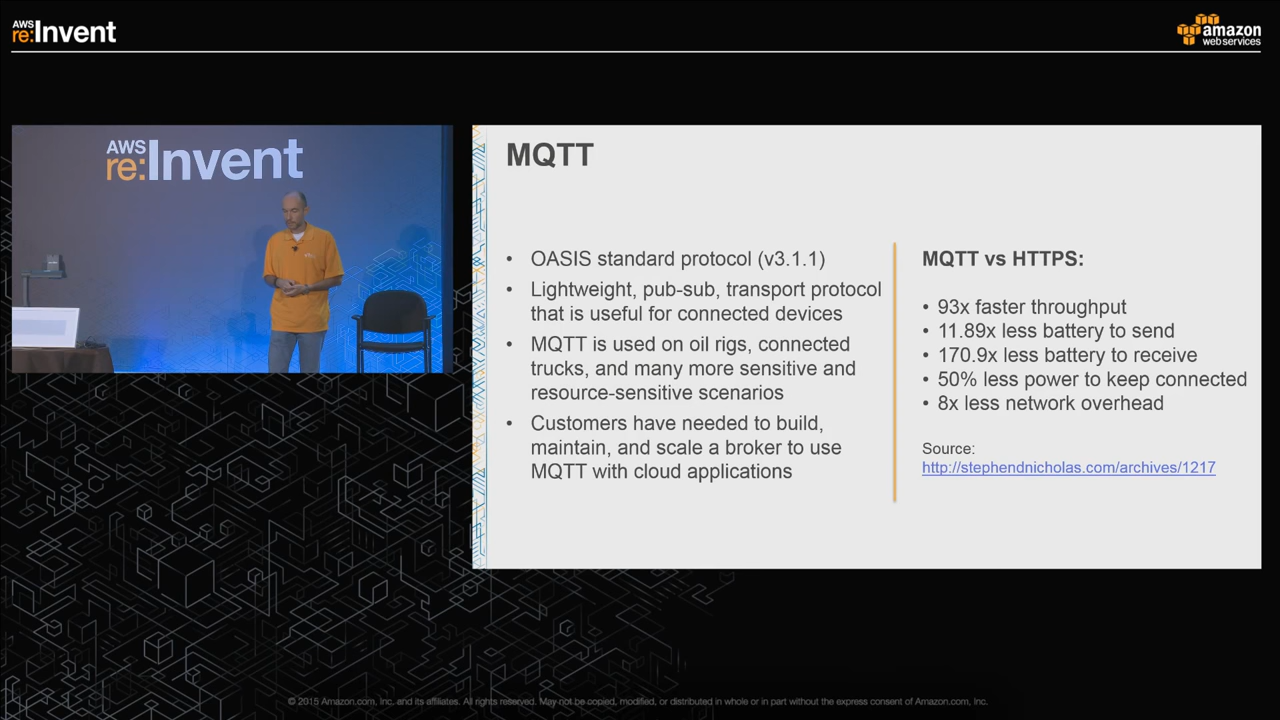 AWS
re:Invent
amazon
web services
AWS
re:Invent
MQTT
• OASIS standard protocol (v3.1.1)
• Lightweight, pub-sub, transport protocol
that is useful for connected devices
• MQTT is used on oil rigs, connected
trucks, and many more sensitive and
resource-sensitive scenarios
• Customers have needed to build,
maintain, and scale a broker to use
MQTT with cloud applications
MQTT vs HTTPS:
• 93x faster throughput
• 11.89x less battery to send
• 170.9x less battery to receive
• 50% less power to keep connected
• 8x less network overhead
Source:
http://stephendnicholas.com/archives/1217
© 2015 Amazon.com, Inc. and its affiliates. All rights reserved. May not be copied, modified, or distributed in whole or in part without the express consent of Amazon.com, Inc.